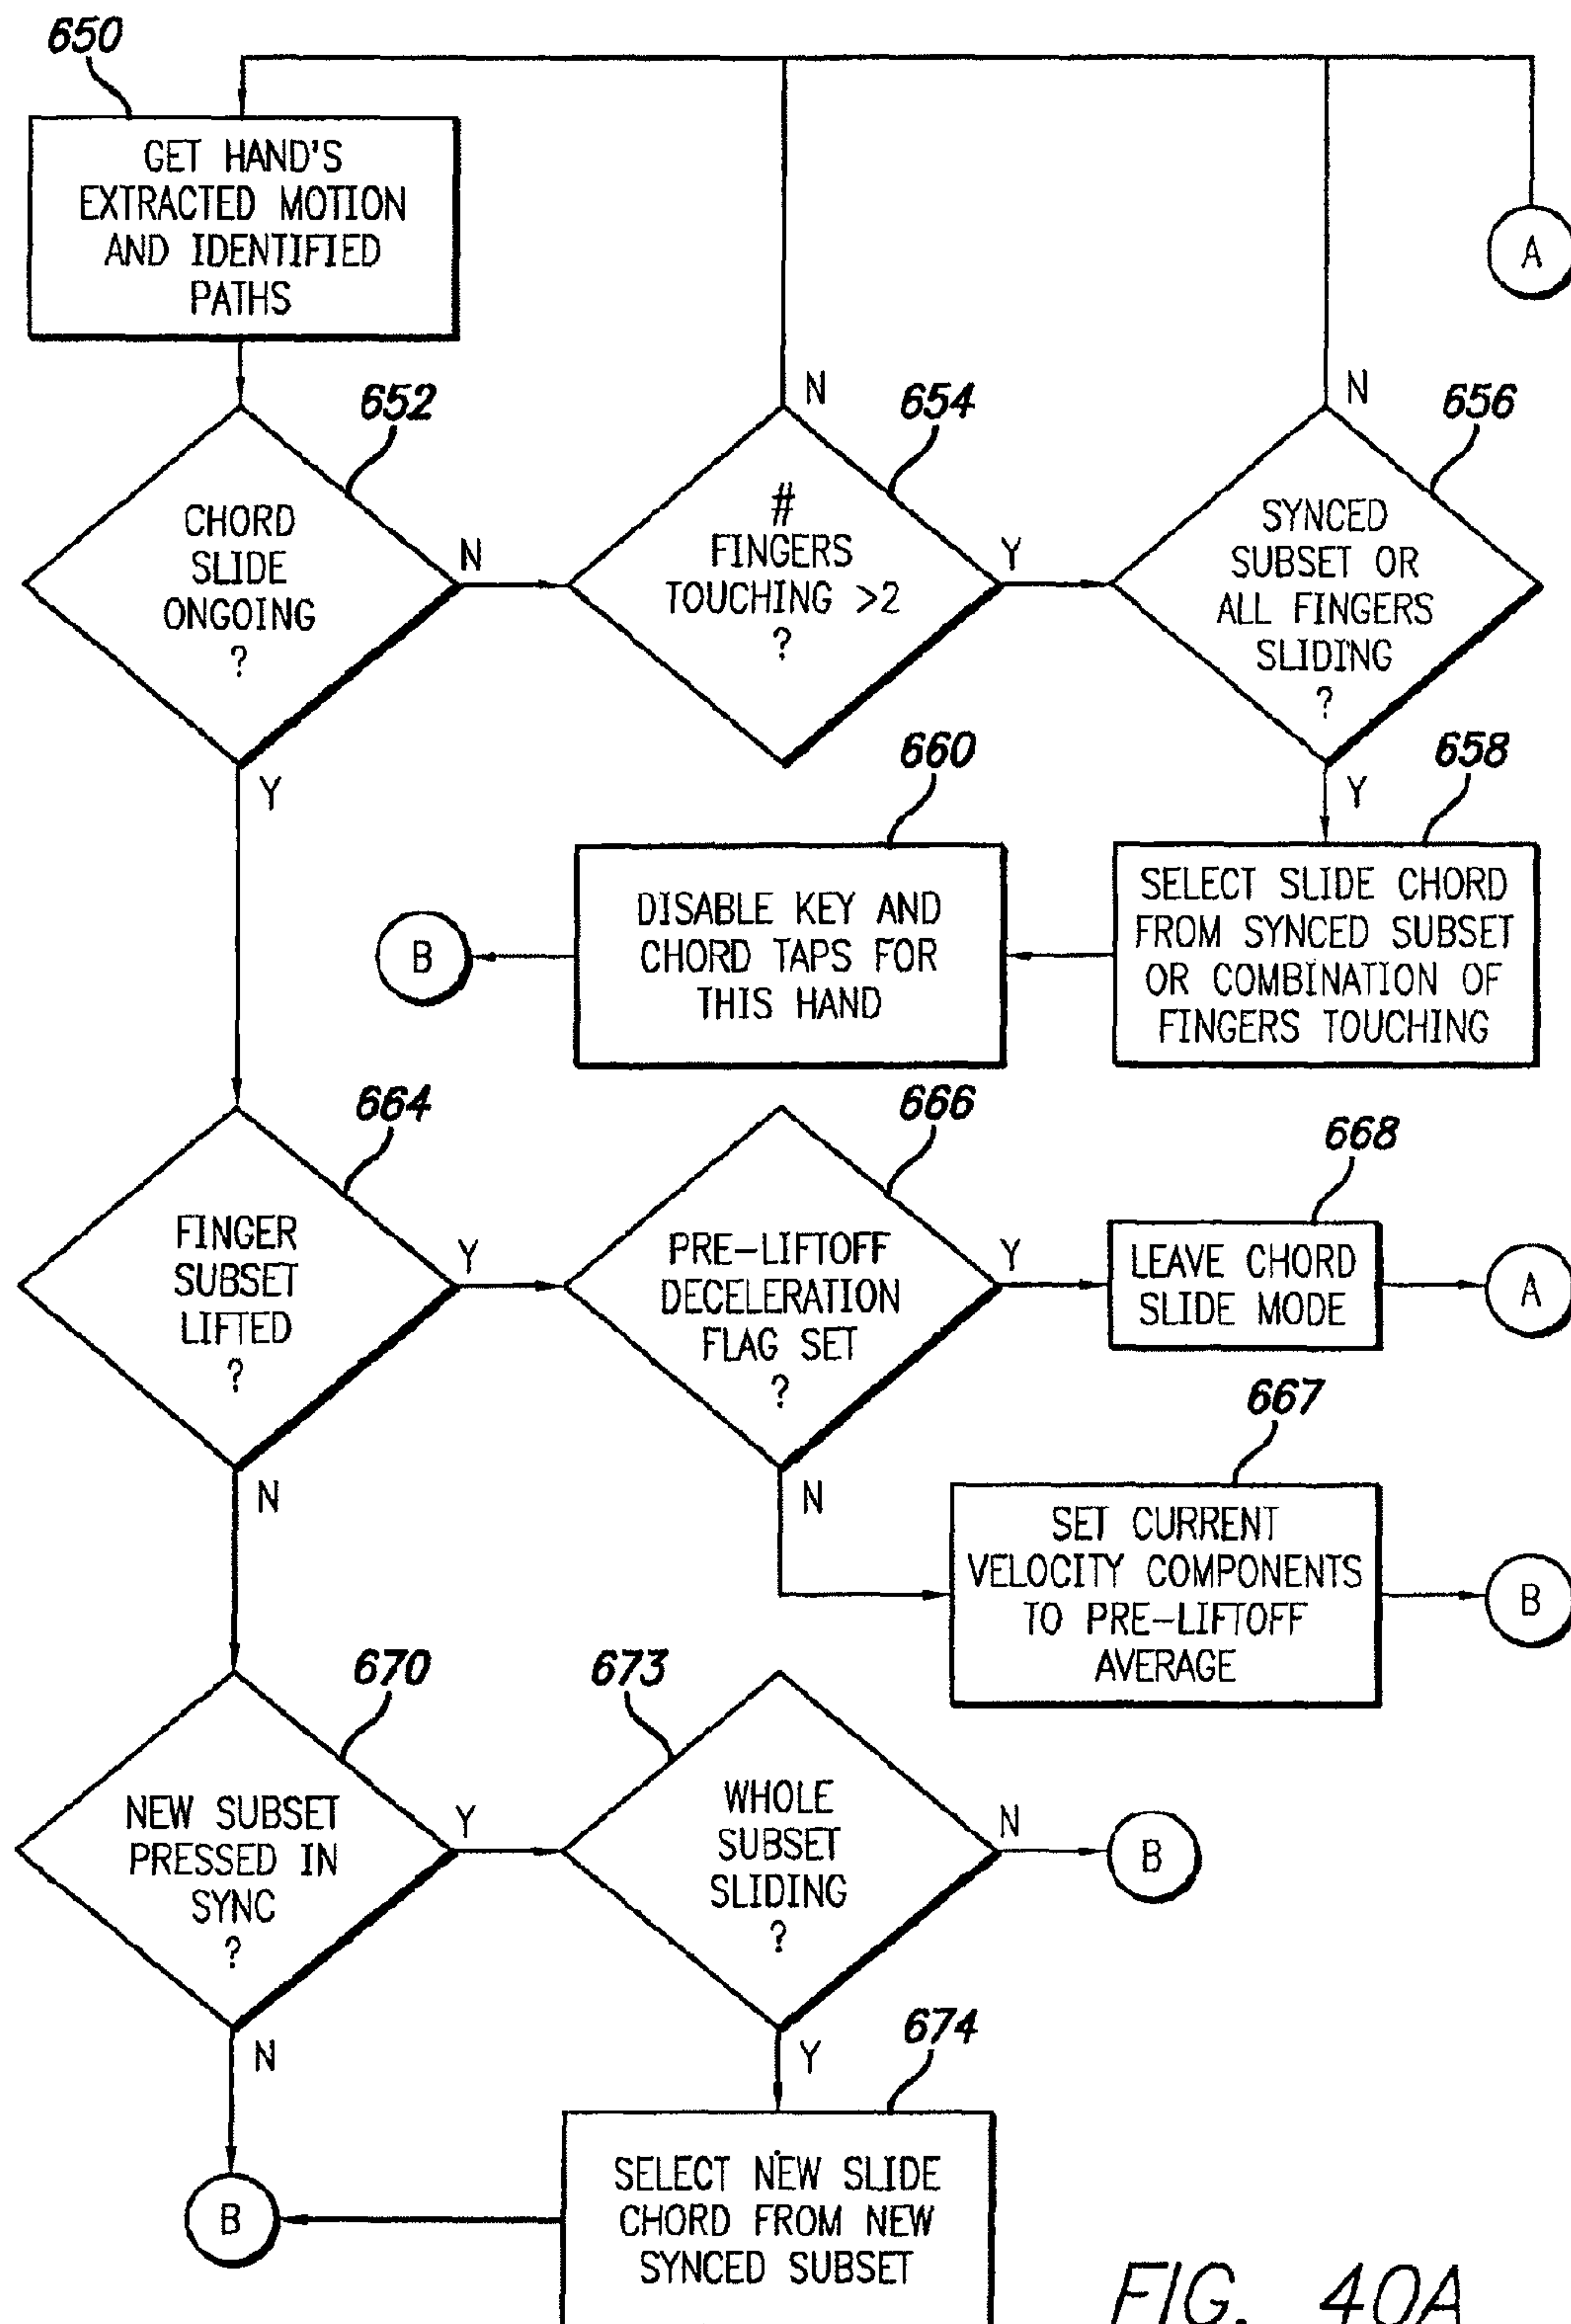 650
GET HAND'S
EXTRACTED MOTION
AND IDENTIFIED
PATHS
A
652
CHORD
SLIDE
ONGOING
?
N
Y
654
#
FINGERS
TOUCHING >2
?
N
Y
656
SYNCED
SUBSET OR
ALL FINGERS
SLIDING
?
N
Y
658
SELECT SLIDE CHORD
FROM SYNCED SUBSET
OR COMBINATION OF
FINGERS TOUCHING
660
DISABLE KEY AND
CHORD TAPS FOR
THIS HAND
B
664
FINGER
SUBSET
LIFTED
?
Y
N
666
PRE-LIFTOFF
DECELERATION
FLAG SET
?
Y
N
668
LEAVE CHORD
SLIDE MODE
A
667
SET CURRENT
VELOCITY COMPONENTS
TO PRE-LIFTOFF
AVERAGE
B
670
NEW SUBSET
PRESSED IN
SYNC
?
Y
N
673
WHOLE
SUBSET
SLIDING
?
N
B
Y
674
SELECT NEW SLIDE
CHORD FROM NEW
SYNCED SUBSET
B
FIG. 40A